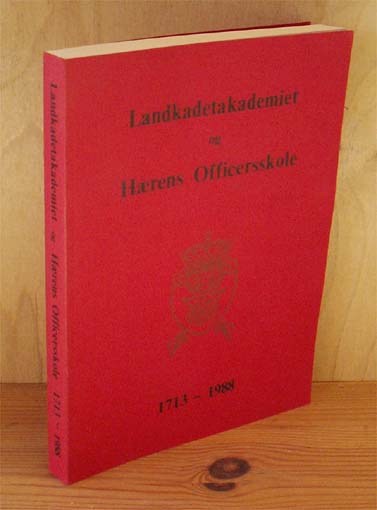 Landkadetakademiet
og
Hærens Officersskole
1713 – 1988
Landkadetakademiet og Hærens Officersskole 1713 – 1988